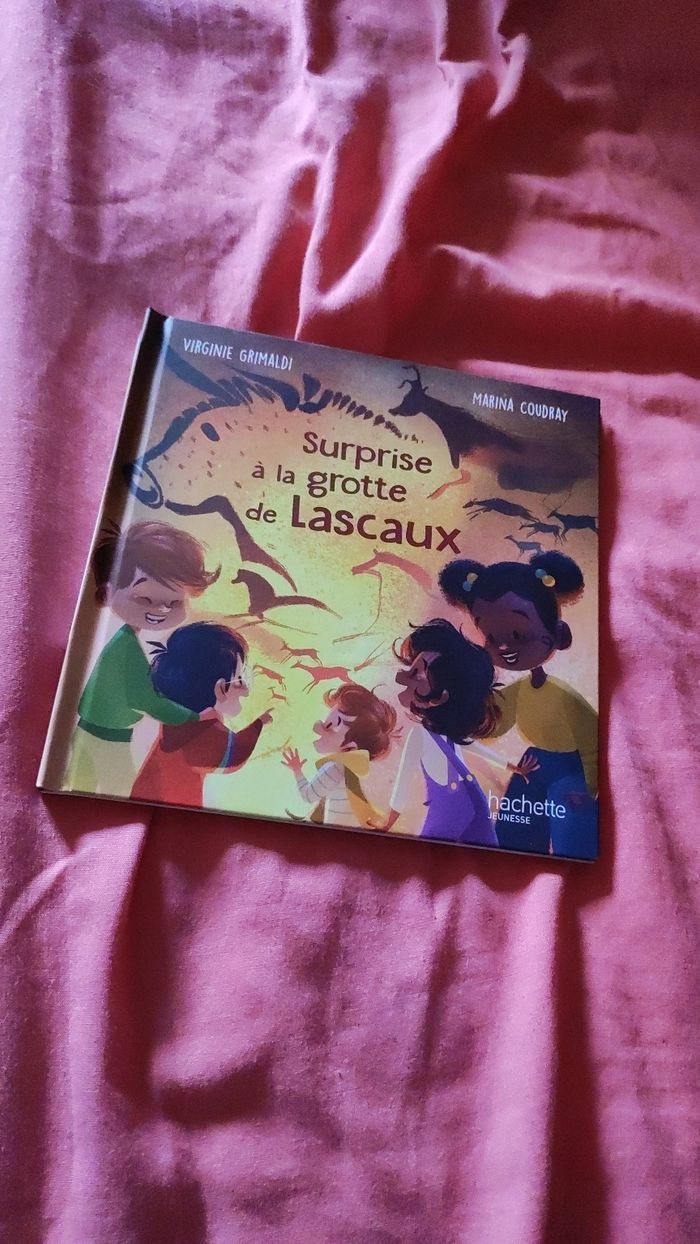 VIRGINIE GRIMALDI
MARINA COUDRAY
Surprise
à la grotte
de Lascaux
hachette
JEUNESSE